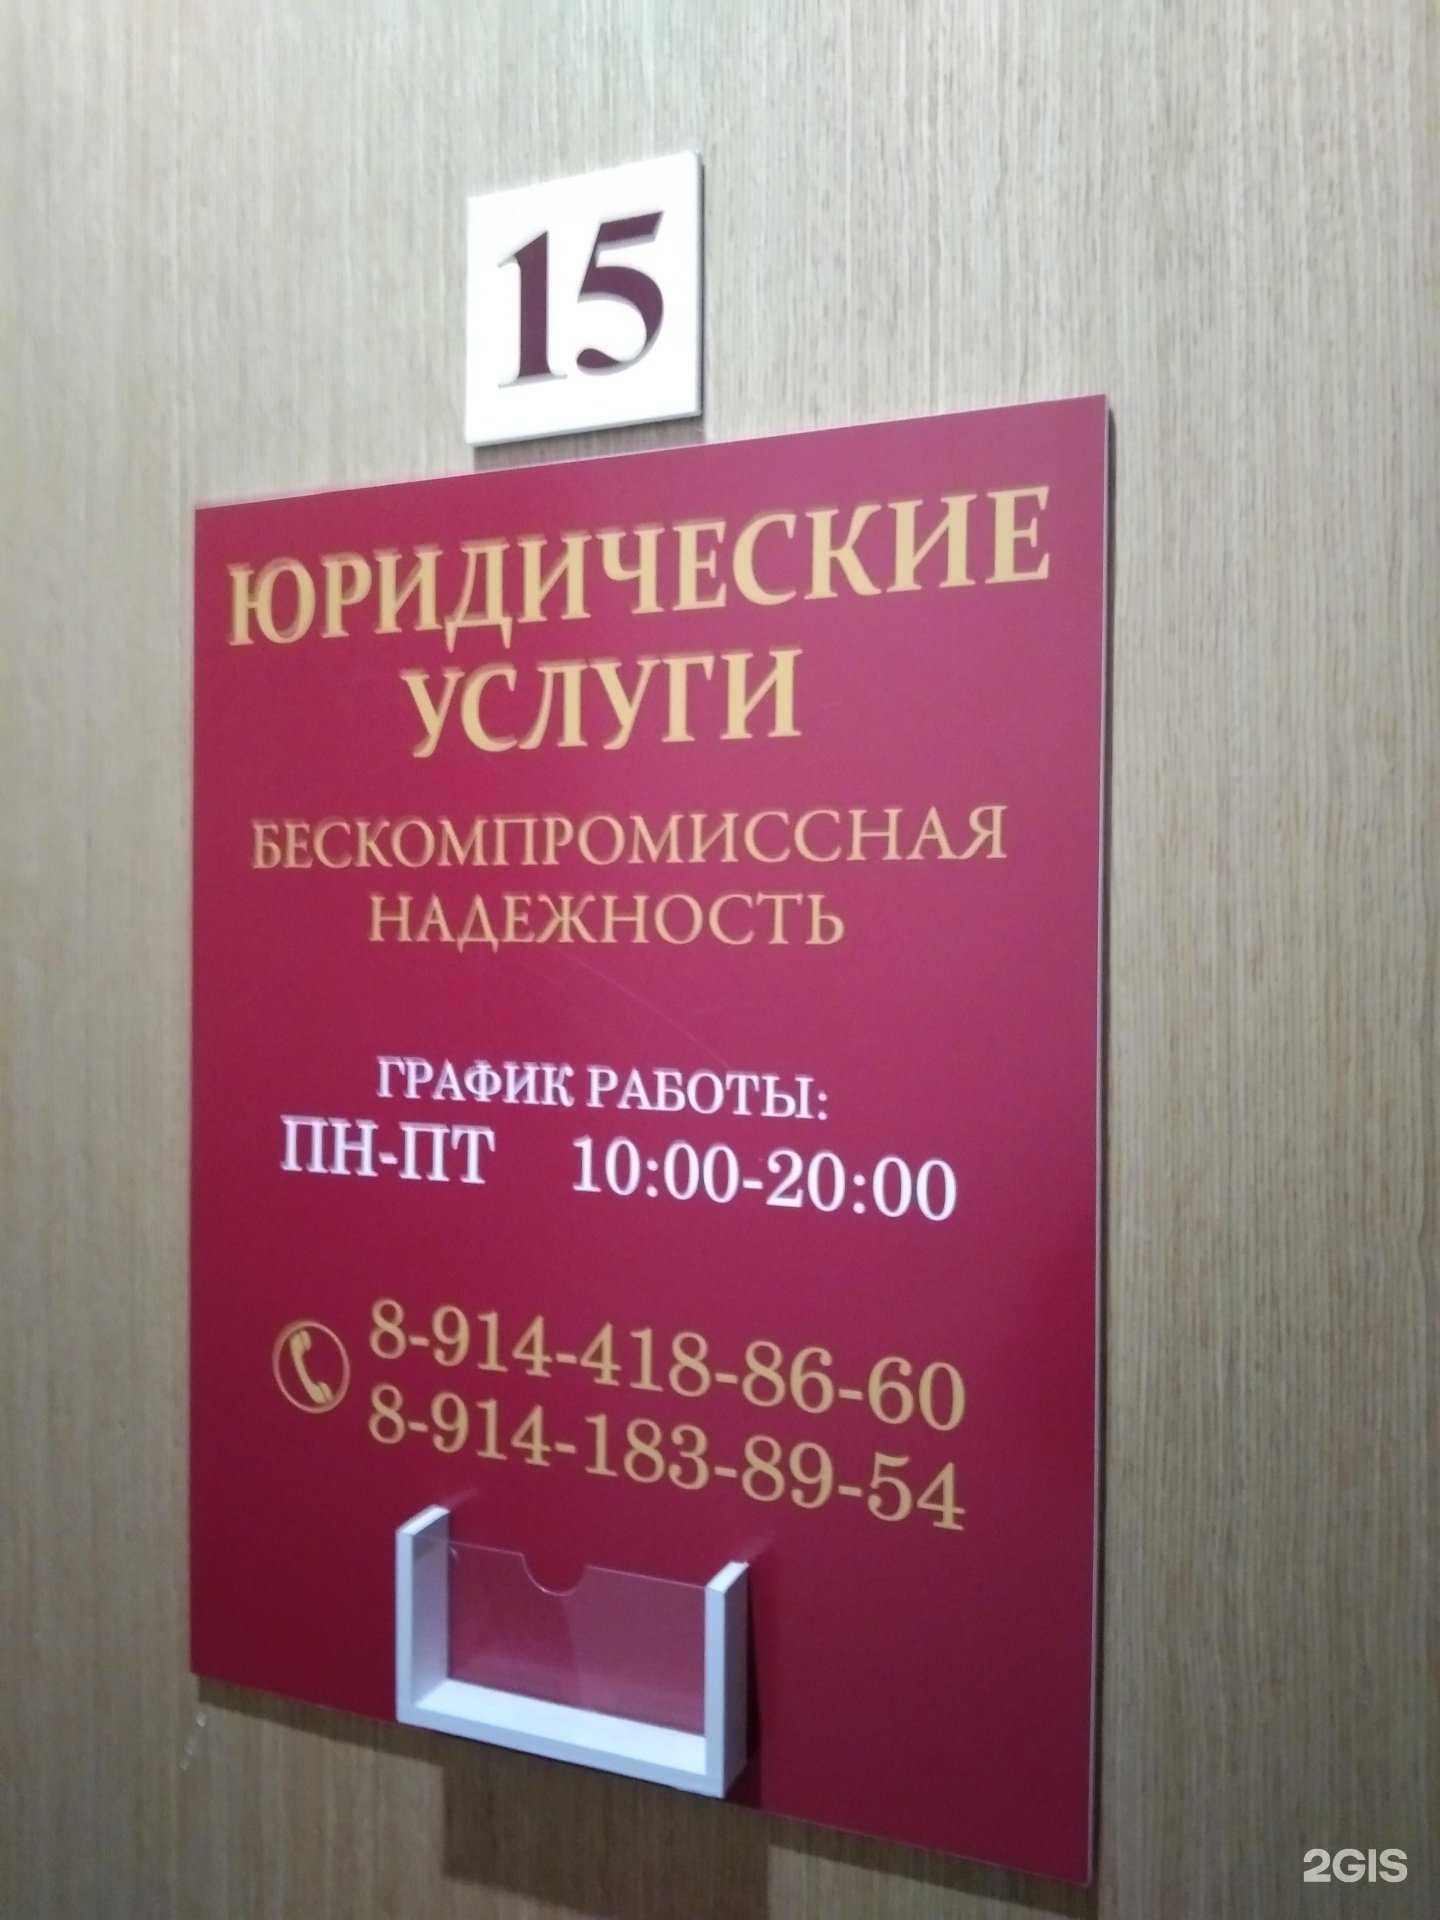 15
ЮРИДИЧЕСКИЕ
УСЛУГИ
БЕСКОМПРОМИССНАЯ
НАДЕЖНОСТЬ
ГРАФИК РАБОТЫ:
ПН-ПТ 10:00-20:00
8-914-418-86-60
8-914-183-89-54
2GIS